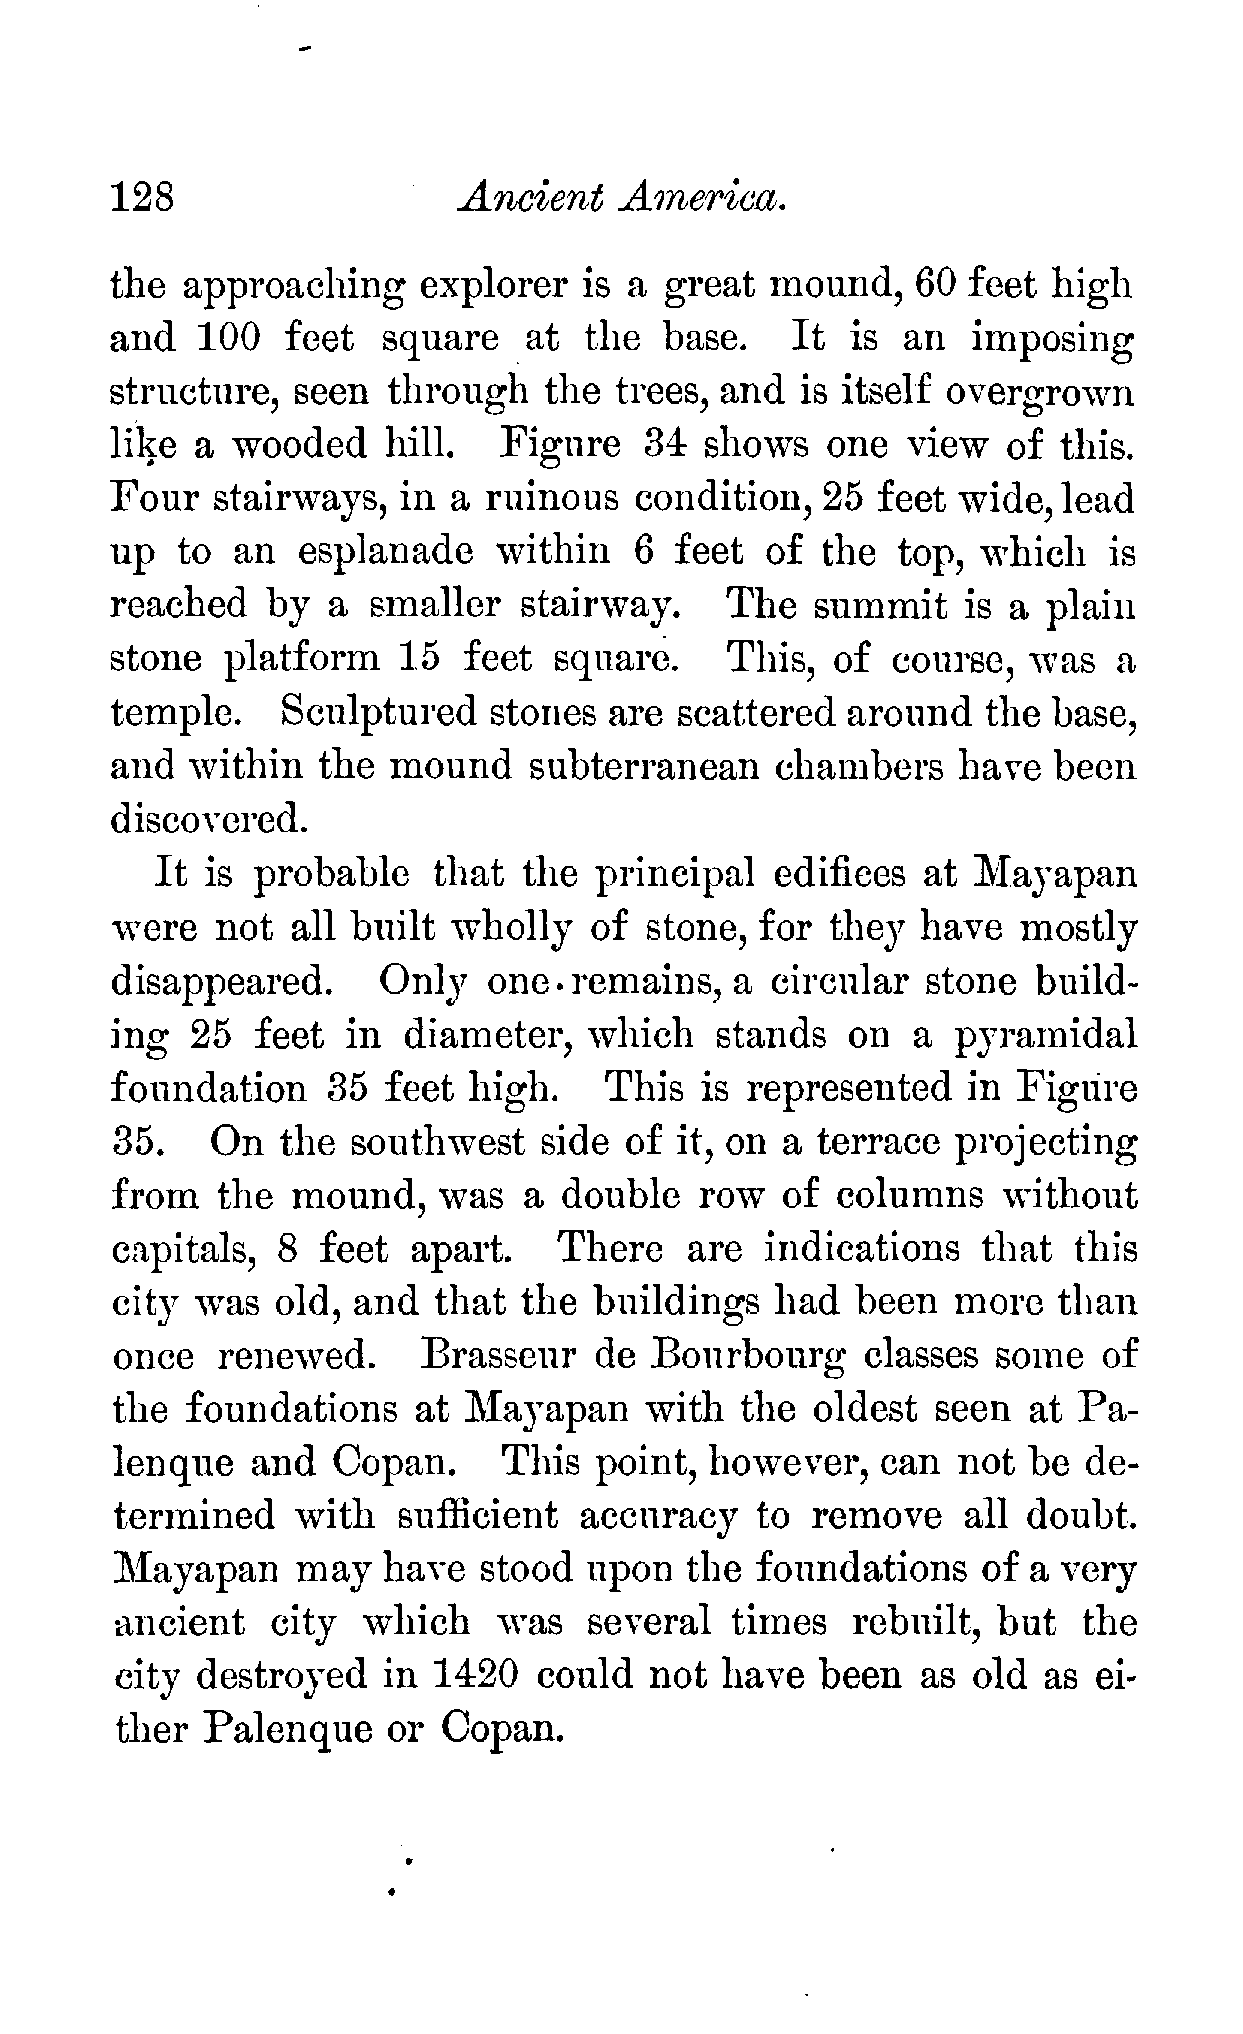 128 Ancient America.
the approaching explorer is a great mound, 60 feet high
and 100 feet square at the base. It is an imposing
structure, seen through the trees, and is itself overgrown
like a wooded hill. Figure 34 shows one view of this.
Four stairways, in a ruinous condition, 25 feet wide, lead
up to an esplanade within 6 feet of the top, which is
reached by a smaller stairway. The summit is a plain
stone platform 15 feet square. This, of course, was a
temple. Sculptured stones are scattered around the base,
and within the mound subterranean chambers have been
discovered.
It is probable that the principal edifices at Mayapan
were not all built wholly of stone, for they have mostly
disappeared. Only one remains, a circular stone build-
ing 25 feet in diameter, which stands on a pyramidal
foundation 35 feet high. This is represented in Figure
35. On the southwest side of it, on a terrace projecting
from the mound, was a double row of columns without
capitals, 8 feet apart. There are indications that this
city was old, and that the buildings had been more than
once renewed. Brasseur de Bourbourg classes some of
the foundations at Mayapan with the oldest seen at Pa-
lenque and Copan. This point, however, can not be de-
termined with sufficient accuracy to remove all doubt.
Mayapan may have stood upon the foundations of a very
ancient city which was several times rebuilt, but the
city destroyed in 1420 could not have been as old as ei-
ther Palenque or Copan.